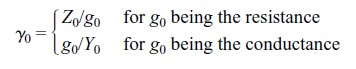 γ₀ = { Z₀/g₀ for g₀ being the resistance
g₀/Y₀ for g₀ being the conductance